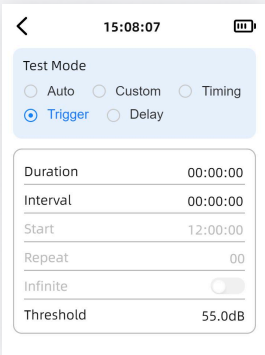 15:08:07
Test Mode
Auto Custom Timing
Trigger Delay
Duration 00:00:00
Interval 00:00:00
Start 12:00:00
Repeat 00
Infinite
Threshold 55.0dB